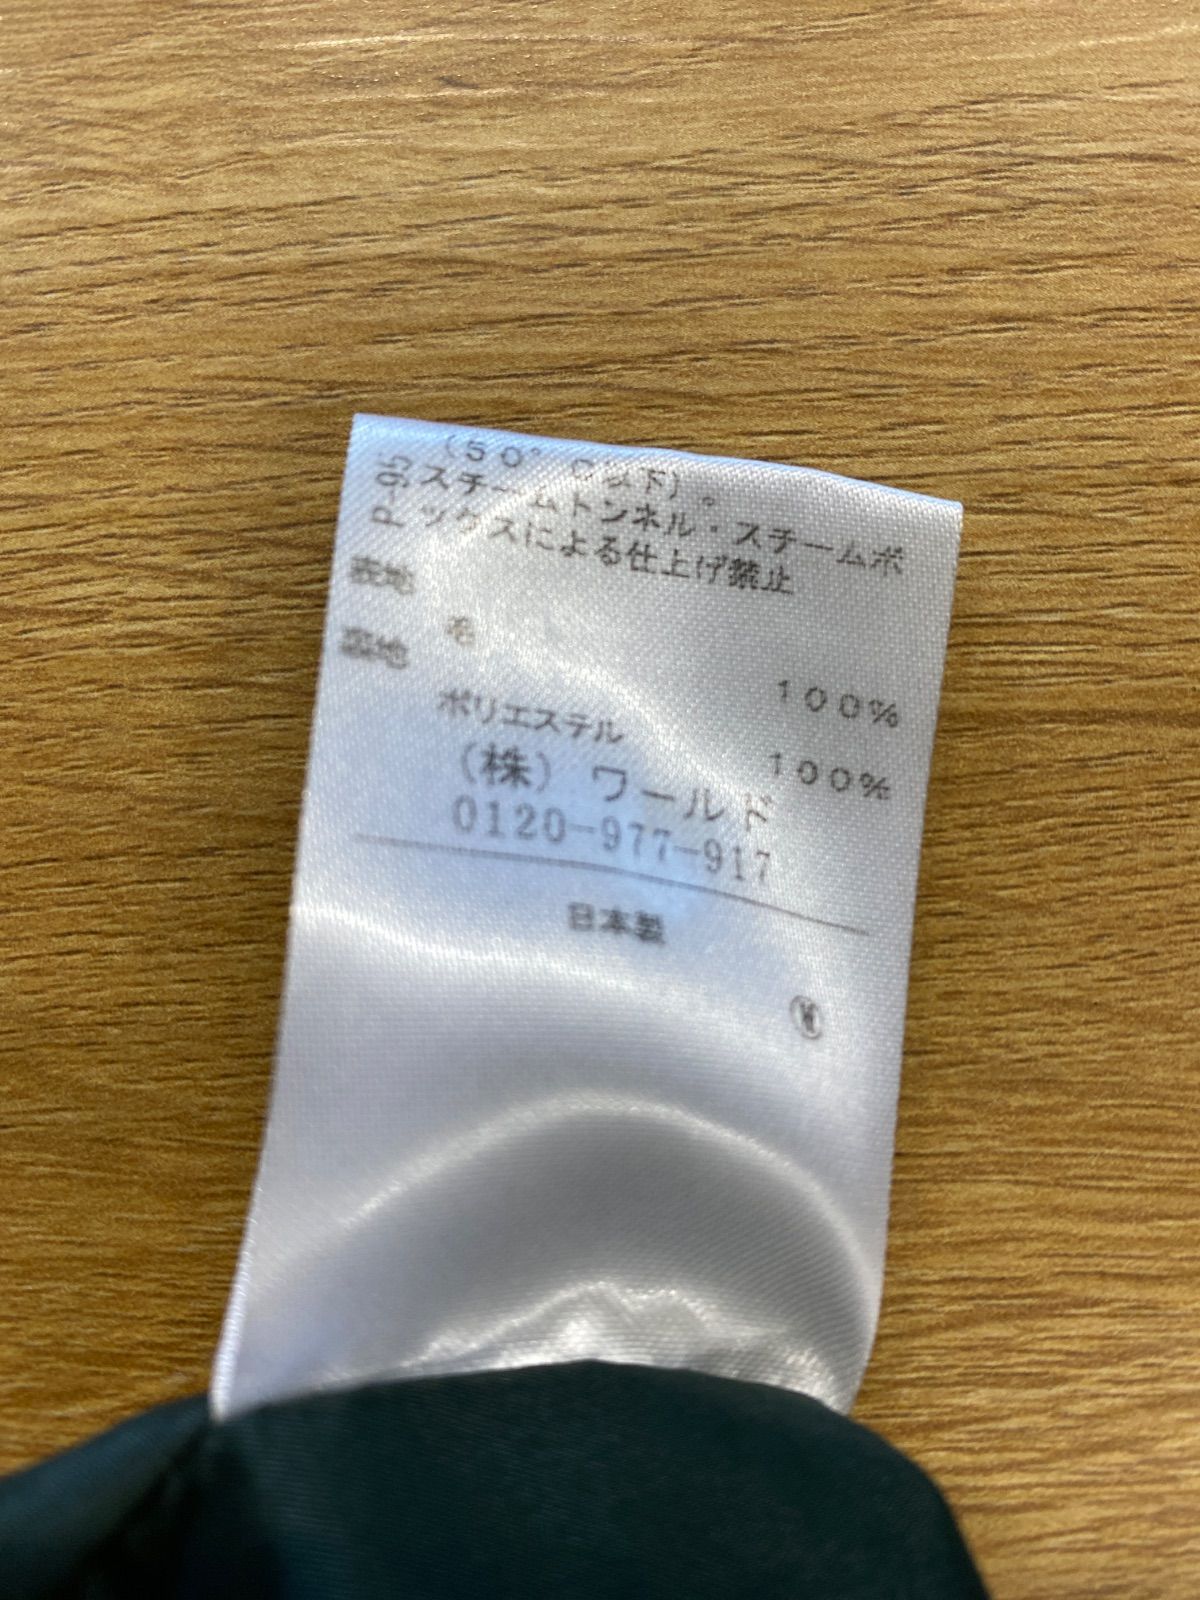 (50°C以下)。
P-05 スチームトンネル・スチームボ
ックスによる仕上げ禁止
表地
毛 100%
裏地
ポリエステル 100%
(株) ワールド
0120-977-917
日本製
Ⓦ